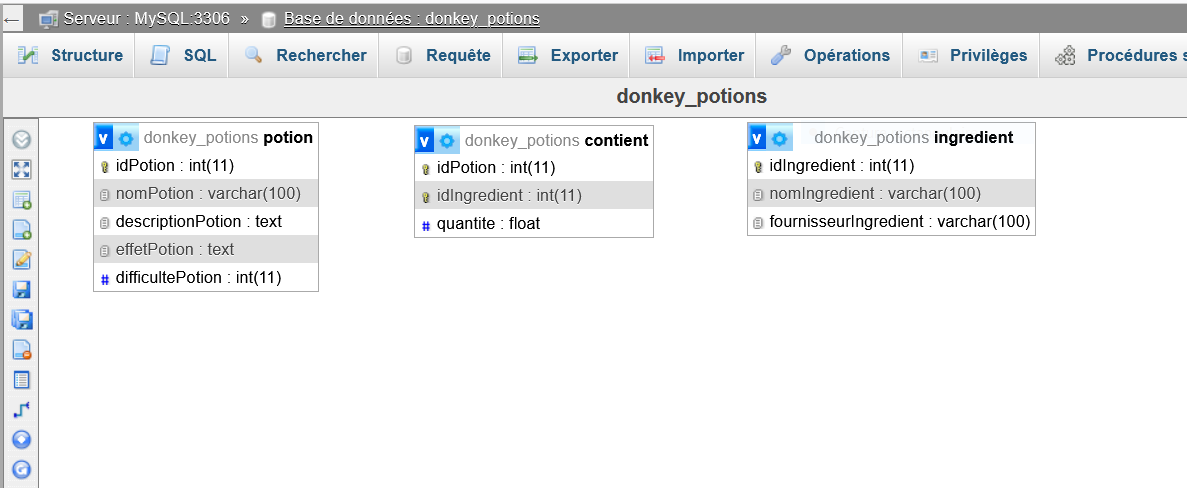 ← Serveur : MySQL:3306 » Base de données : donkey_potions
Structure SQL Rechercher Requête Exporter Importer Opérations Privilèges Procédures s
donkey_potions
v donkey_potions potion
idPotion : int(11)
nomPotion : varchar(100)
descriptionPotion : text
effetPotion : text
# difficultePotion : int(11)
v donkey_potions contient
idPotion : int(11)
idIngredient : int(11)
# quantite : float
v donkey_potions ingredient
idIngredient : int(11)
nomIngredient : varchar(100)
fournisseurIngredient : varchar(100)